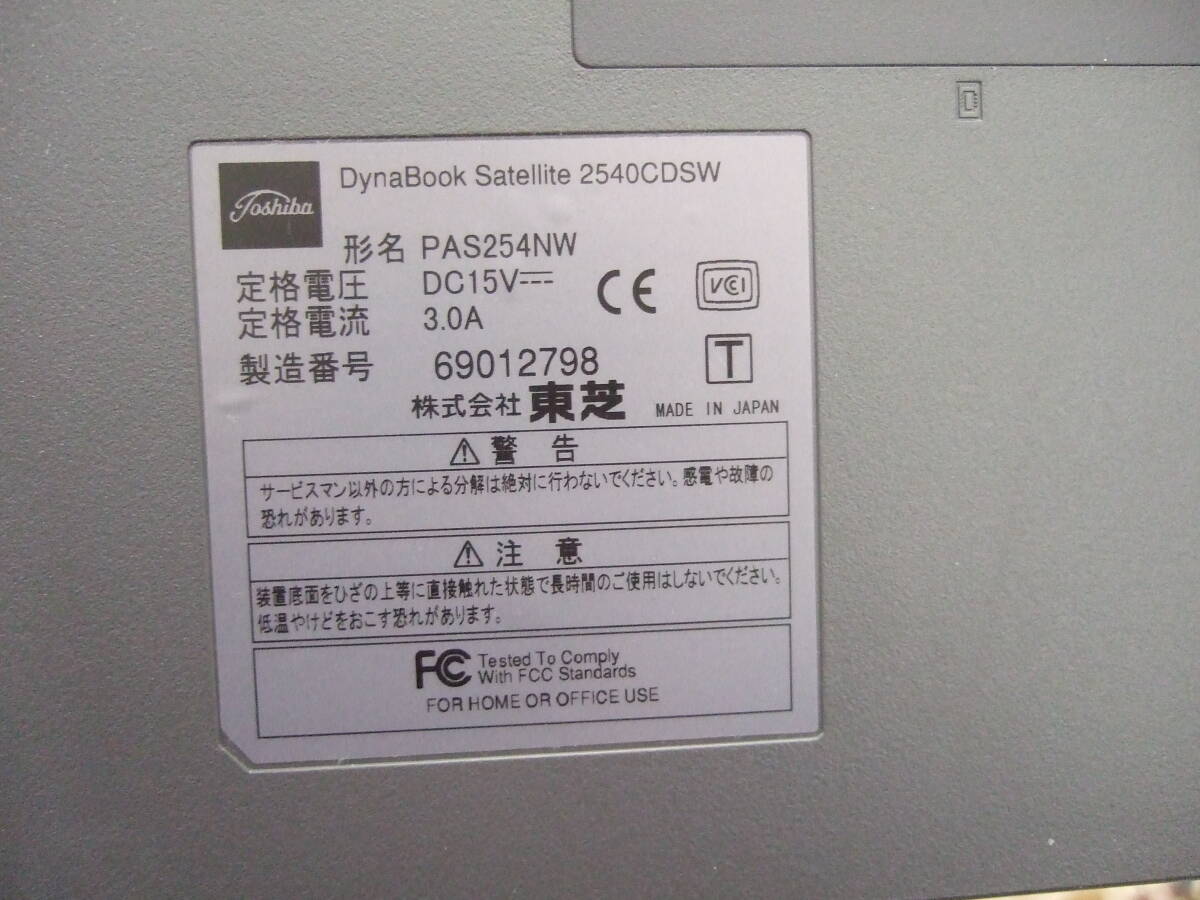 Toshiba
DynaBook Satellite 2540CDSW
形名 PAS254NW
定格電圧 DC15V
CE VCI
定格電流 3.0A
T
製造番号 69012798
株式会社 東芝 MADE IN JAPAN
⚠警 告
サービスマン以外の方による分解は絶対に行わないでください。感電や故障の
恐れがあります。
⚠注 意
装置底面をひざの上等に直接触れた状態で長時間のご使用はしないでください。
低温やけどをおこす恐れがあります。
FC Tested To Comply
With FCC Standards
FOR HOME OR OFFICE USE